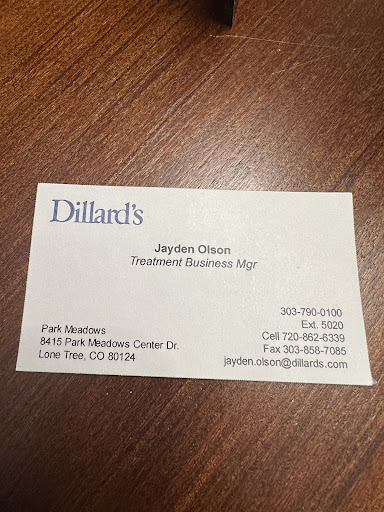 Dillard's
Jayden Olson
Treatment Business Mgr
303-790-0100
Ext. 5020
Cell 720-862-6339
Fax 303-858-7085
jayden.olson@dillards.com
Park Meadows
8415 Park Meadows Center Dr.
Lone Tree, CO 80124